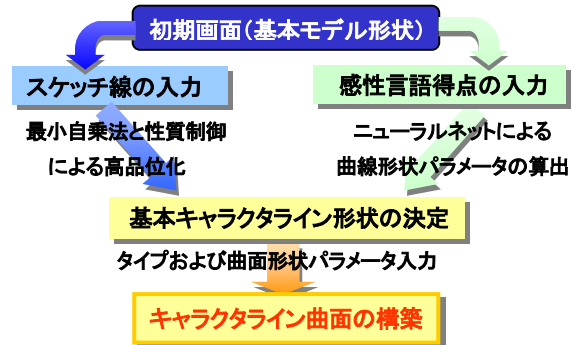 初期画面（基本モデル形状）
スケッチ線の入力
感性言語得点の入力
最小自乗法と性質制御
による高品位化
ニューラルネットによる
曲線形状パラメータの算出
基本キャラクタライン形状の決定
タイプおよび曲面形状パラメータ入力
キャラクタライン曲面の構築